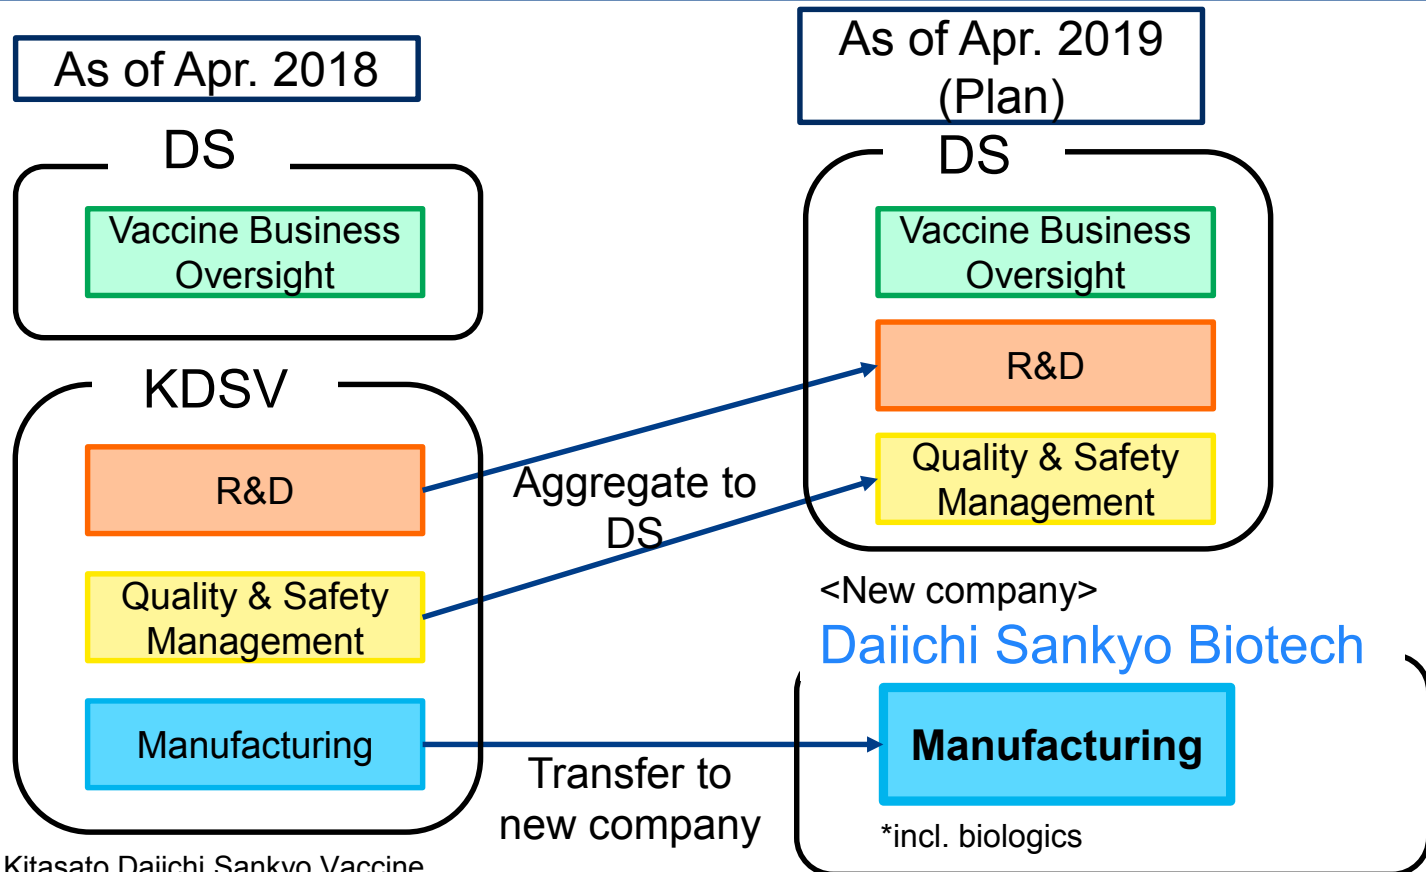 As of Apr. 2018
DS
Vaccine Business
Oversight
KDSV
R&D
Quality & Safety
Management
Manufacturing
Aggregate to
DS
Transfer to
new company
As of Apr. 2019
(Plan)
DS
Vaccine Business
Oversight
R&D
Quality & Safety
Management
<New company>
Daiichi Sankyo Biotech
Manufacturing
*incl. biologics
Kitasato Daiichi Sankyo Vaccine